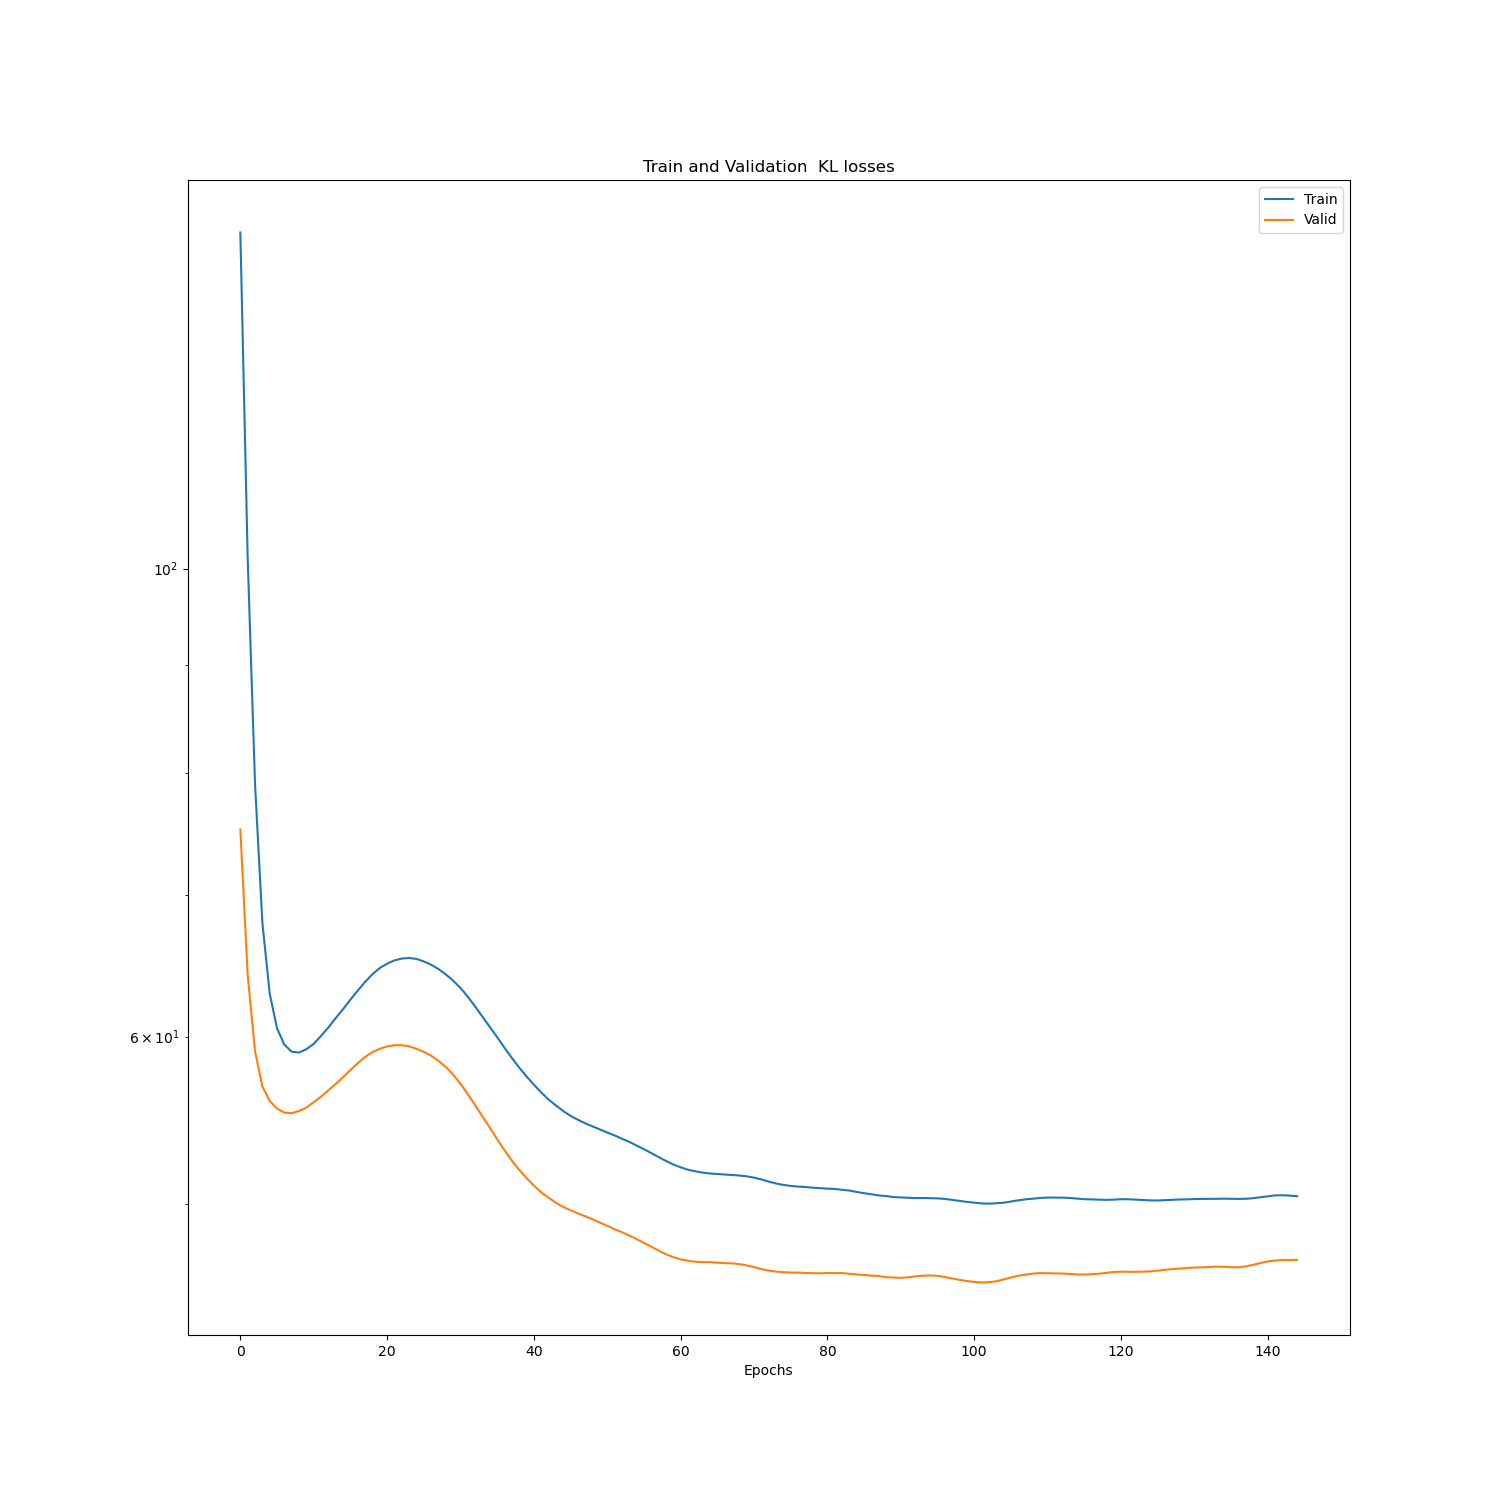 Train and Validation  KL losses
Train
Valid
10²
6 × 10¹
0 20 40 60 80 100 120 140
Epochs